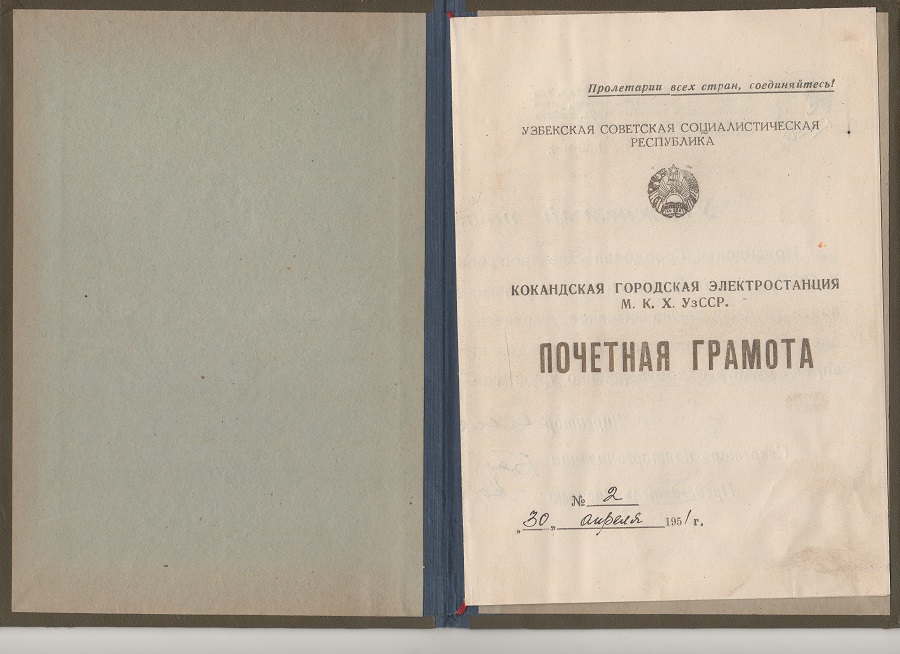 Пролетарии всех стран, соединяйтесь!
УЗБЕКСКАЯ СОВЕТСКАЯ СОЦИАЛИСТИЧЕСКАЯ
РЕСПУБЛИКА
КОКАНДСКАЯ ГОРОДСКАЯ ЭЛЕКТРОСТАНЦИЯ
М. К. Х. УзССР.
ПОЧЕТНАЯ ГРАМОТА
№ 2
„30„ апреля 1951 г.